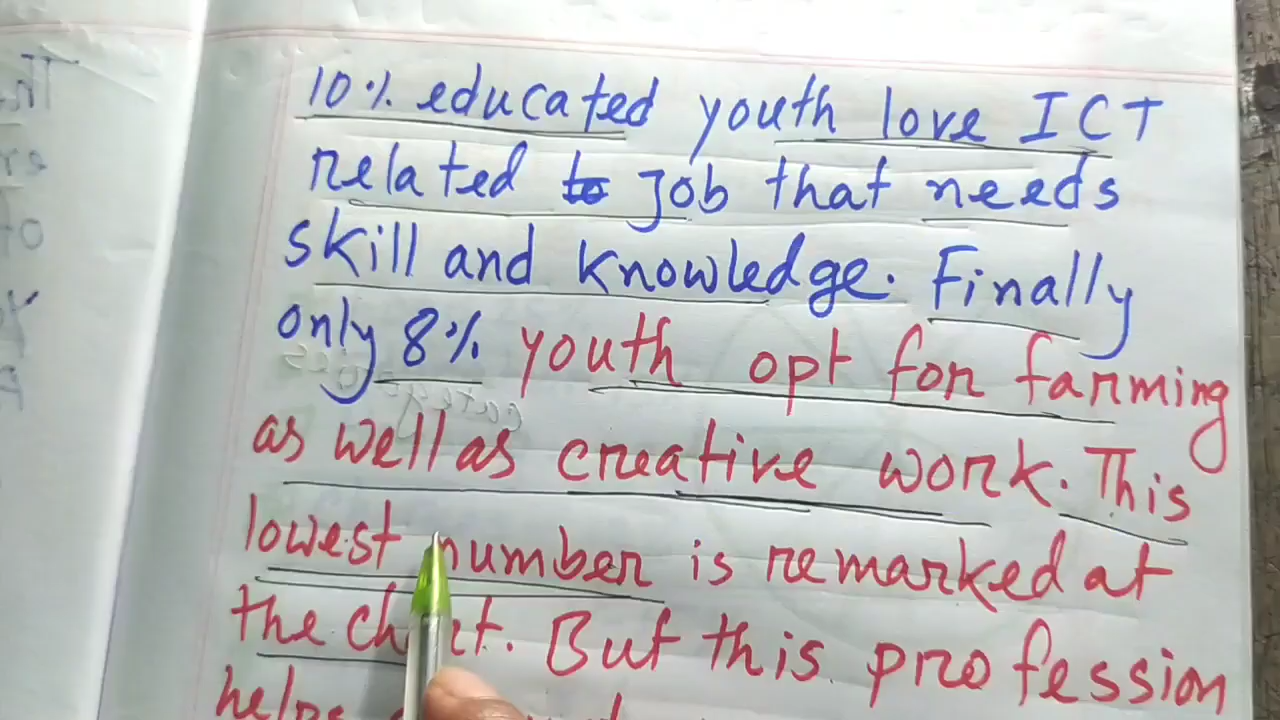 10% educated youth love ICT
related to Job that needs
skill and knowledge. Finally
only 8% youth opt for farming
as well as creative work. This
lowest number is remarked at
the chart. But this profession
helps